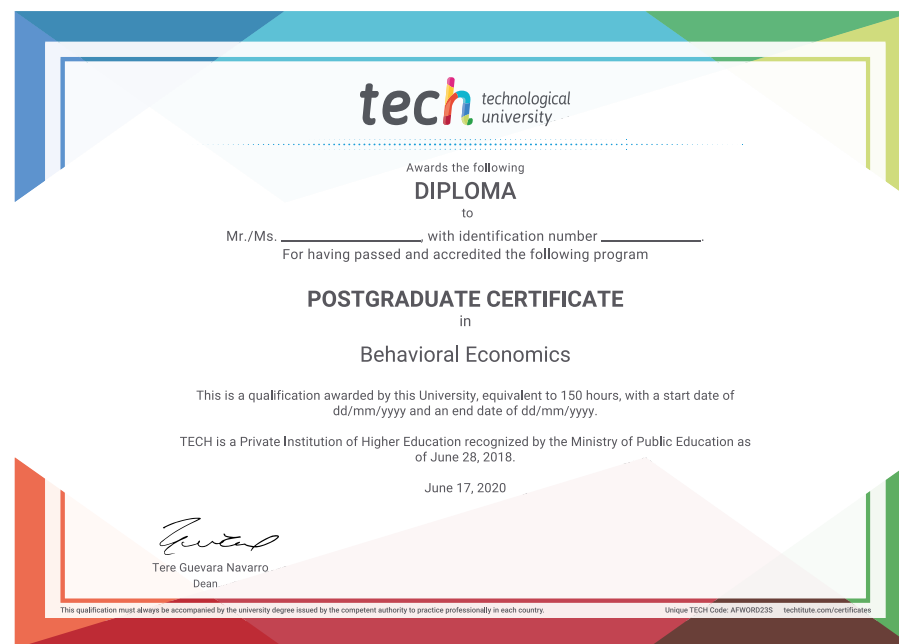 tech technological
university
Awards the following
DIPLOMA
to
Mr./Ms. ____________________, with identification number ______________.
For having passed and accredited the following program
POSTGRADUATE CERTIFICATE
in
Behavioral Economics
This is a qualification awarded by this University, equivalent to 150 hours, with a start date of
dd/mm/yyyy and an end date of dd/mm/yyyy.
TECH is a Private Institution of Higher Education recognized by the Ministry of Public Education as
of June 28, 2018.
June 17, 2020
Tere Guevara Navarro
Dean
This qualification must always be accompanied by the university degree issued by the competent authority to practice professionally in each country.
Unique TECH Code: AFWORD23S techtitute.com/certificates